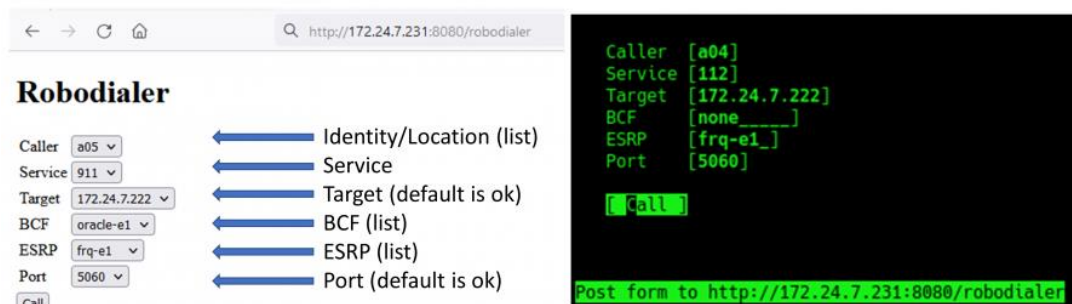 http://172.24.7.231:8080/robodialer
Robodialer
Caller a05
Service 911
Target 172.24.7.222
BCF oracle-e1
ESRP frq-e1
Port 5060
Call
Identity/Location (list)
Service
Target (default is ok)
BCF (list)
ESRP (list)
Port (default is ok)
Caller [a04]
Service [112]
Target [172.24.7.222]
BCF [none_____]
ESRP [frq-e1_]
Port [5060]
[ Call ]
Post form to http://172.24.7.231:8080/robodialer